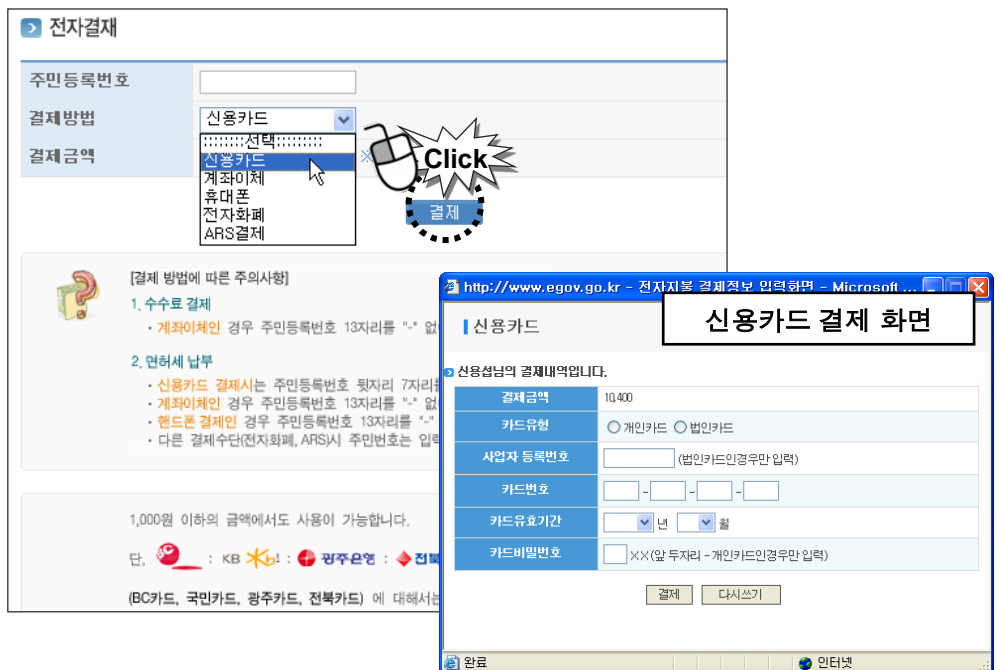 전자결재
주민등록번호
결제방법
신용카드
:::::::::선택:::::::::
신용카드
계좌이체
휴대폰
전자화폐
ARS결제
결제금액
※
Click
결제
[결제 방법에 따른 주의사항]
1. 수수료 결제
· 계좌이체인 경우 주민등록번호 13자리를 "-" 없
2. 면허세 납부
· 신용카드 결제시는 주민등록번호 뒷자리 7자리를
· 계좌이체인 경우 주민등록번호 13자리를 "-" 없
· 핸드폰 결제인 경우 주민등록번호 13자리를 "-"
· 다른 결제수단(전자화폐, ARS)시 주민번호는 입력
1,000원 이하의 금액에서도 사용이 가능합니다.
단, : KB Kb! : 광주은행 : 전북
(BC카드, 국민카드, 광주카드, 전북카드) 에 대해서는
http://www.egov.go.kr - 전자지불 결제정보 입력화면 - Microsoft ...
신용카드 결제 화면
신용카드
신용섭님의 결제내역입니다.
결제금액 10,400
카드유형 개인카드 법인카드
사업자 등록번호 (법인카드인경우만 입력)
카드번호 - - -
카드유효기간 년 월
카드비밀번호 XX(앞 두자리 - 개인카드인경우만 입력)
결제 다시쓰기
완료 인터넷